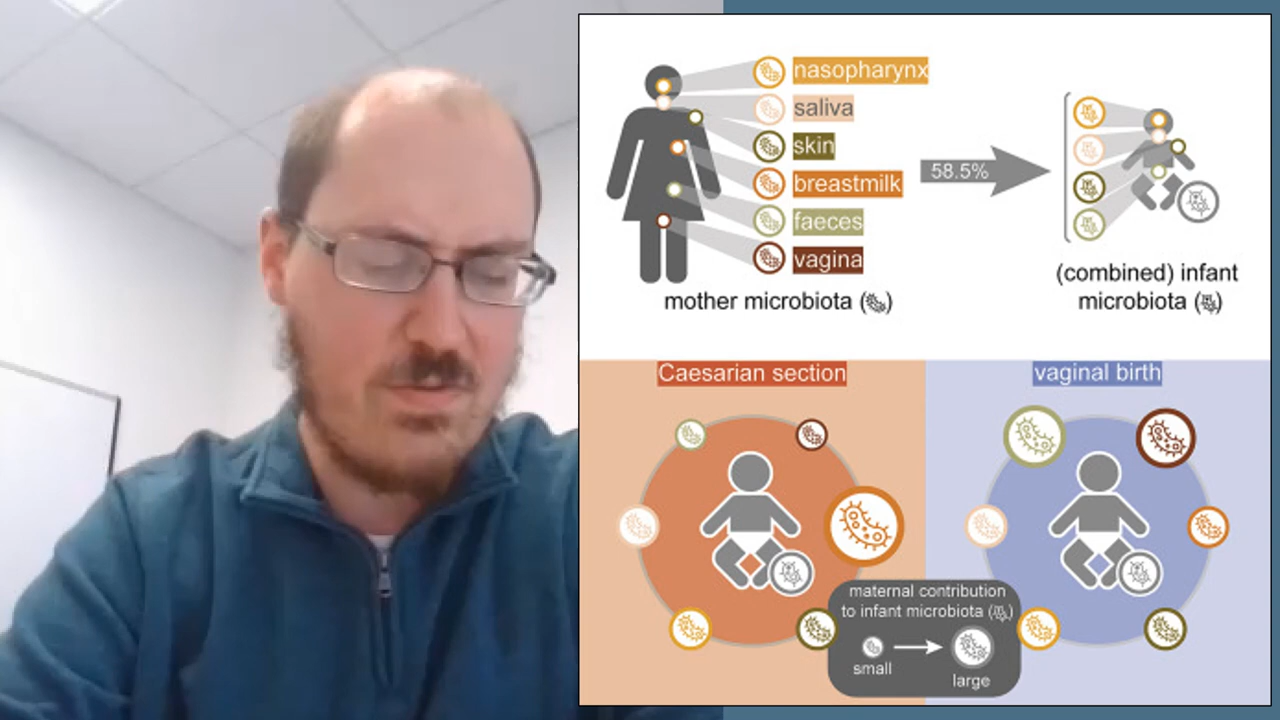 nasopharynx
saliva
skin
breastmilk
faeces
vagina
mother microbiota ( )
58.5%
(combined) infant
microbiota ( )
Caesarian section
vaginal birth
maternal contribution
to infant microbiota ( )
small
large